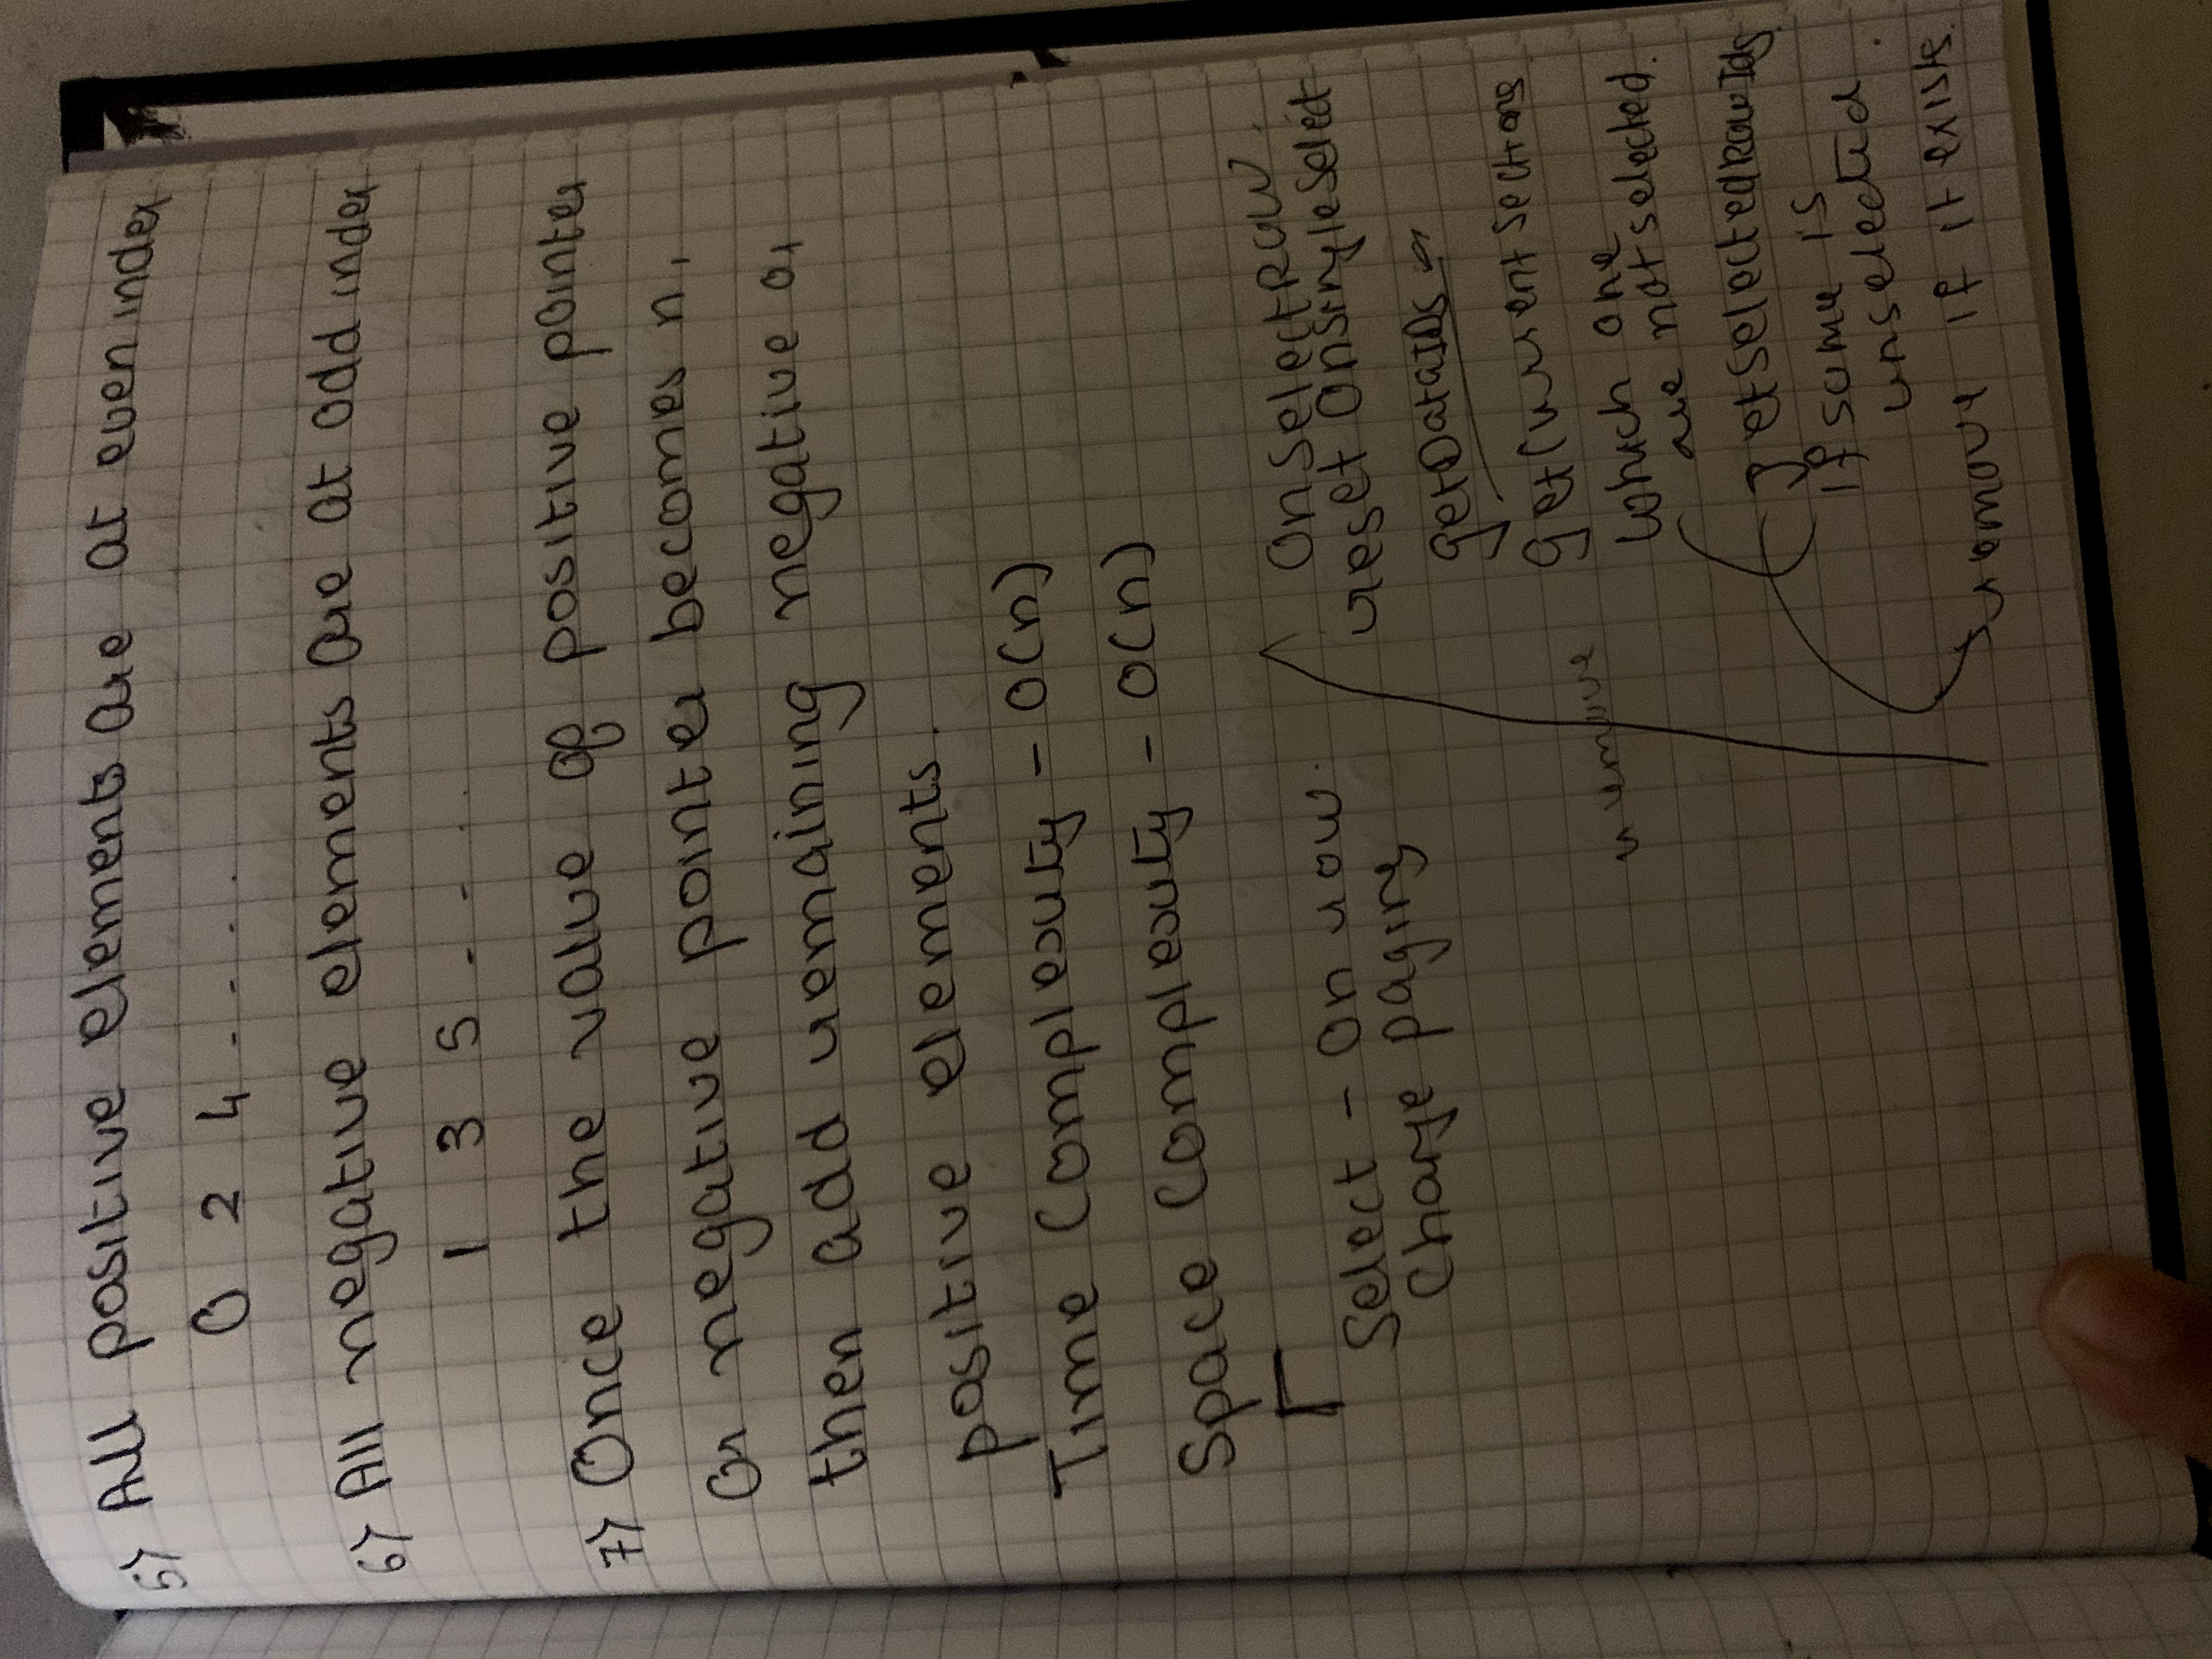 5) All positive elements are at even index
0 2 4 - - - .
6) All negative elements are at odd index
1 3 5 - - . .
7) Once the value of positive pointer
or negative pointer becomes n,
then add remaining negative or
positive elements.
Time Complexity - O(n)
Space Complexity - O(n)
Select - On row.
Change paging
OnSelectRow.
reset OnSingleSelect
getDataIDs
getCurrentSections
remove
which one
are not selected.
getSelectedRowIds
if some is
unselected.
remove if it exists.